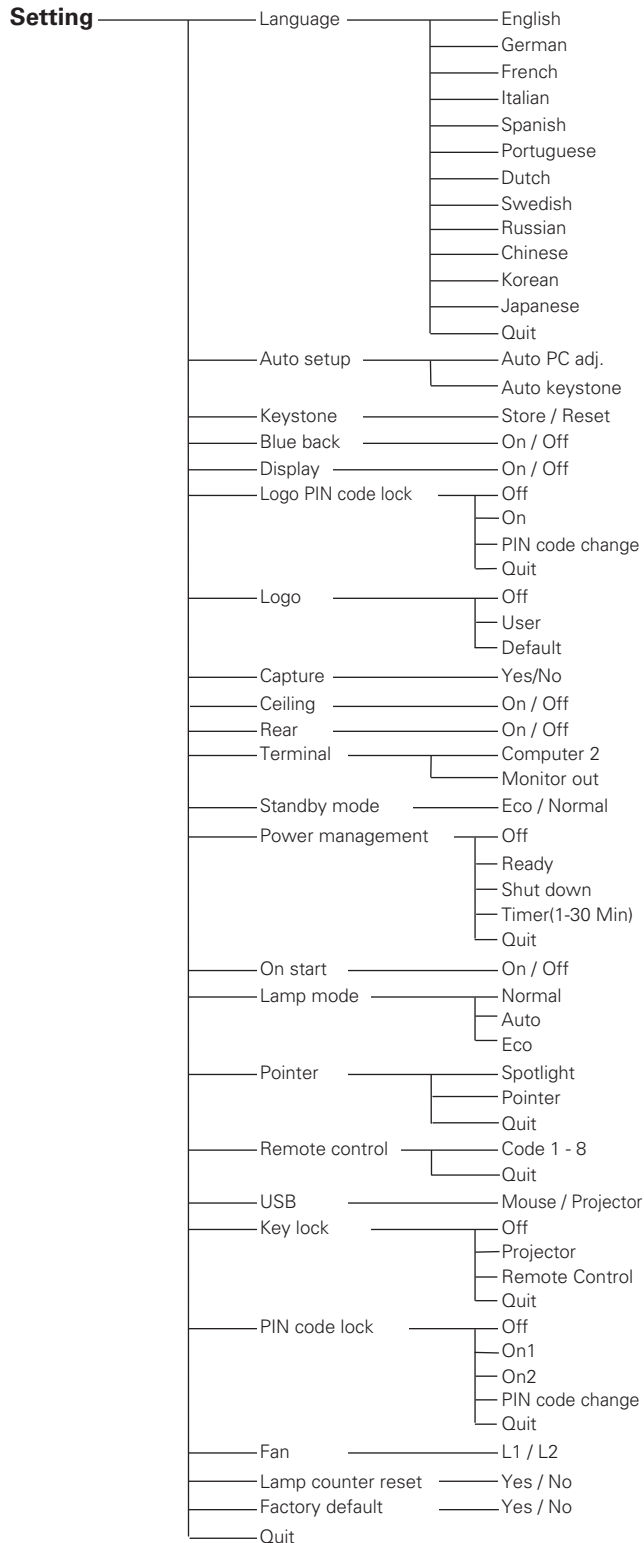 Setting Language English
German
French
Italian
Spanish
Portuguese
Dutch
Swedish
Russian
Chinese
Korean
Japanese
Quit
Auto setup Auto PC adj.
Auto keystone
Keystone Store / Reset
Blue back On / Off
Display On / Off
Logo PIN code lock Off
On
PIN code change
Quit
Logo Off
User
Default
Capture Yes/No
Ceiling On / Off
Rear On / Off
Terminal Computer 2
Monitor out
Standby mode Eco / Normal
Power management Off
Ready
Shut down
Timer(1-30 Min)
Quit
On start On / Off
Lamp mode Normal
Auto
Eco
Pointer Spotlight
Pointer
Quit
Remote control Code 1 - 8
Quit
USB Mouse / Projector
Key lock Off
Projector
Remote Control
Quit
PIN code lock Off
On1
On2
PIN code change
Quit
Fan L1 / L2
Lamp counter reset Yes / No
Factory default Yes / No
Quit